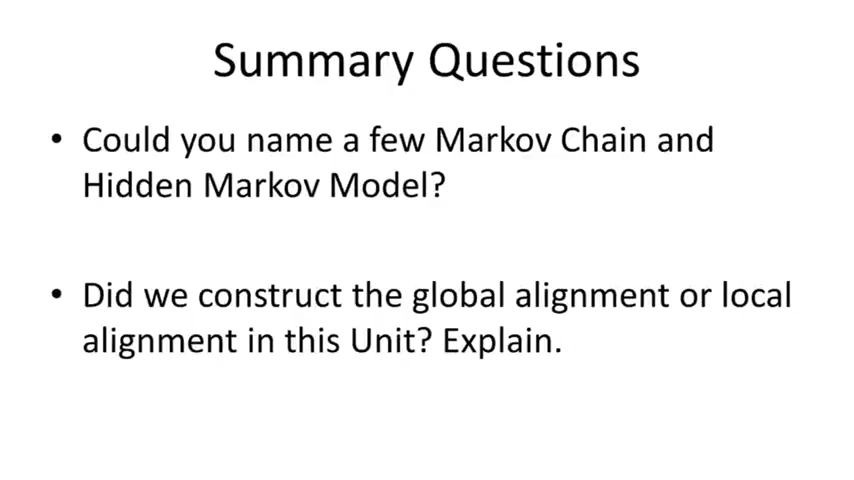 Summary Questions
• Could you name a few Markov Chain and
Hidden Markov Model?
• Did we construct the global alignment or local
alignment in this Unit? Explain.